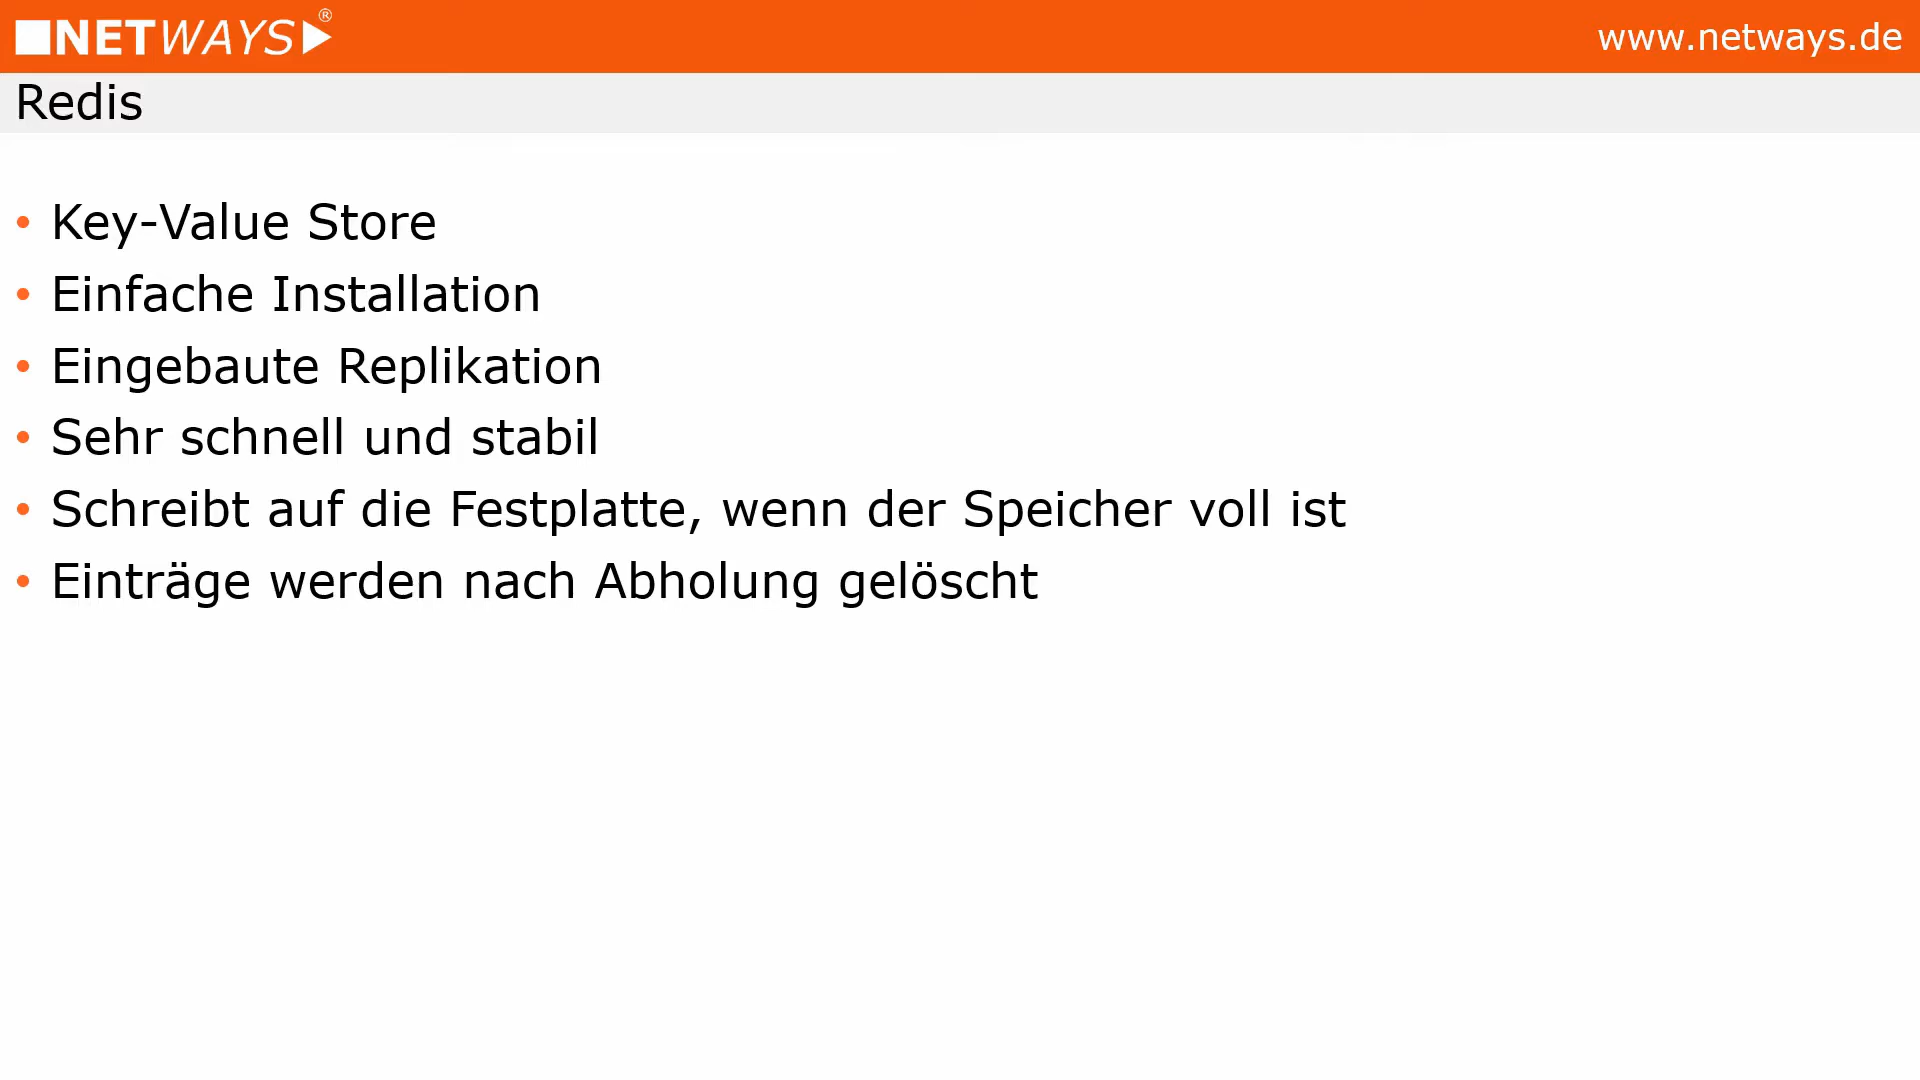 NETWAYS®
www.netways.de
Redis
• Key-Value Store
• Einfache Installation
• Eingebaute Replikation
• Sehr schnell und stabil
• Schreibt auf die Festplatte, wenn der Speicher voll ist
• Einträge werden nach Abholung gelöscht